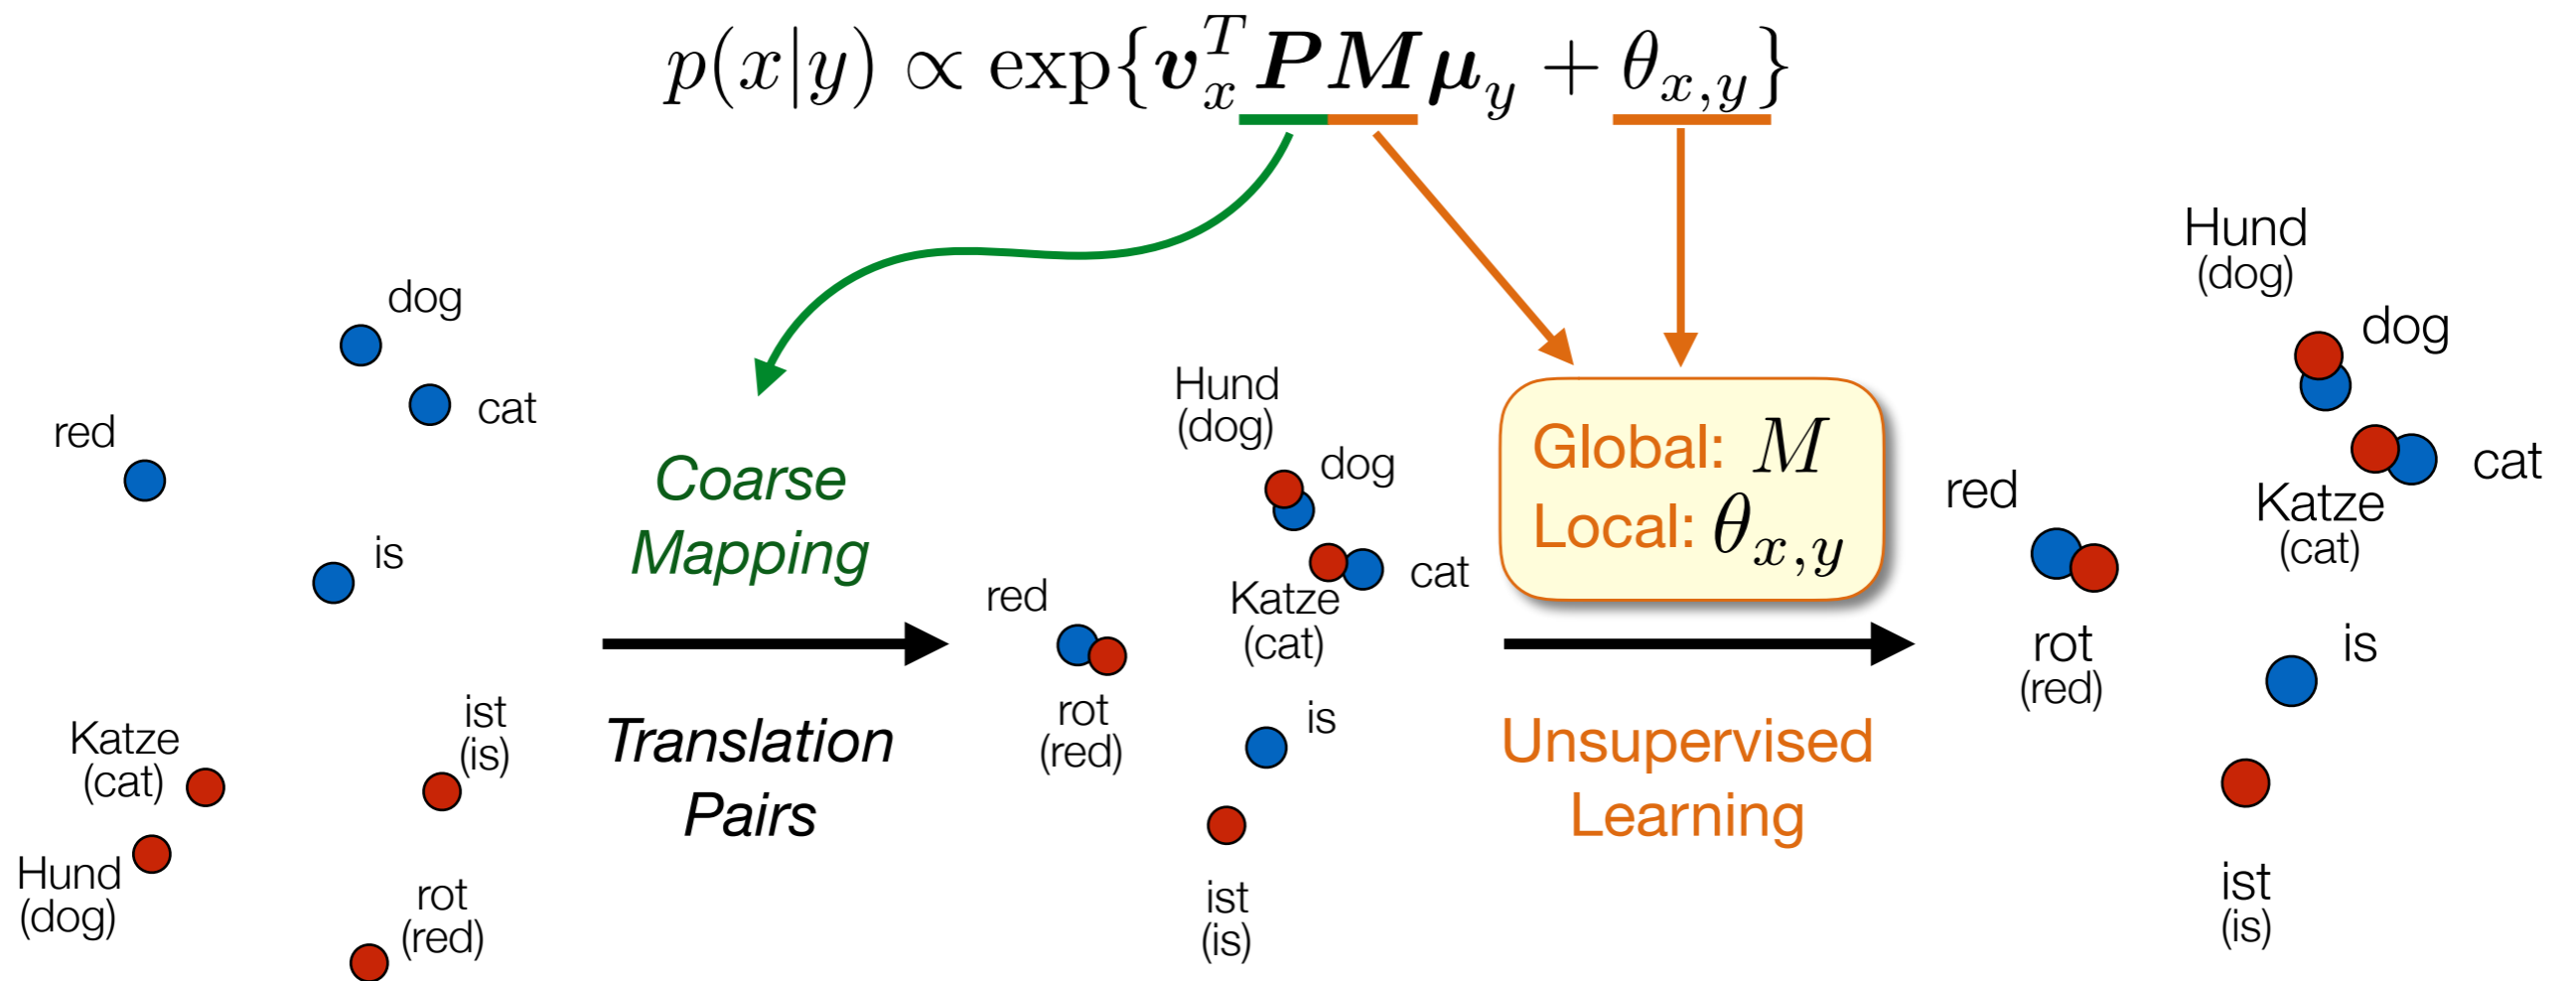 p(x|y) ∝ exp{v_x^T P M μ_y + θ_{x,y}}
dog
cat
red
is
Katze
(cat)
ist
(is)
Hund
(dog)
rot
(red)
Coarse
Mapping
Translation
Pairs
Hund
(dog)
dog
cat
Katze
(cat)
red
rot
(red)
is
ist
(is)
Global: M
Local: θ_{x,y}
Unsupervised
Learning
Hund
(dog)
dog
cat
Katze
(cat)
red
rot
(red)
is
ist
(is)